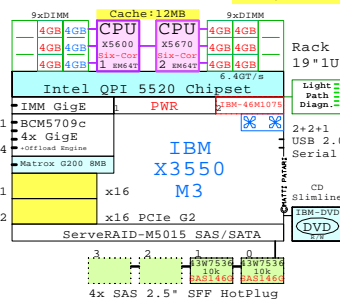 9xDIMM Cache:12MB 9xDIMM
4GB 4GB CPU CPU 4GB 4GB
4GB 4GB X5600 X5670 4GB 4GB
4GB 4GB Six-Cor Six-Cor 4GB 4GB
1 EM64T 2 EM64T
6.4GT/s
Rack
19"1U
Intel QPI 5520 Chipset
Light
Path
Diagn.
IMM GigE 1 PWR 2 IBM-46M1075
1 BCM5709c
4x GigE
4 +Offload Engine
Matrox G200 8MB
2+2+1
USB 2.0
Serial
IBM
X3550
M3
1 x16
2 x16 PCIe G2
CD
Slimline
IBM-DVD
DVD
R/W
ServeRAID-M5015 SAS/SATA
3 2 1 0
43W7536 43W7536
10k 10k
SAS146G SAS146G
4x SAS 2.5" SFF HotPlug